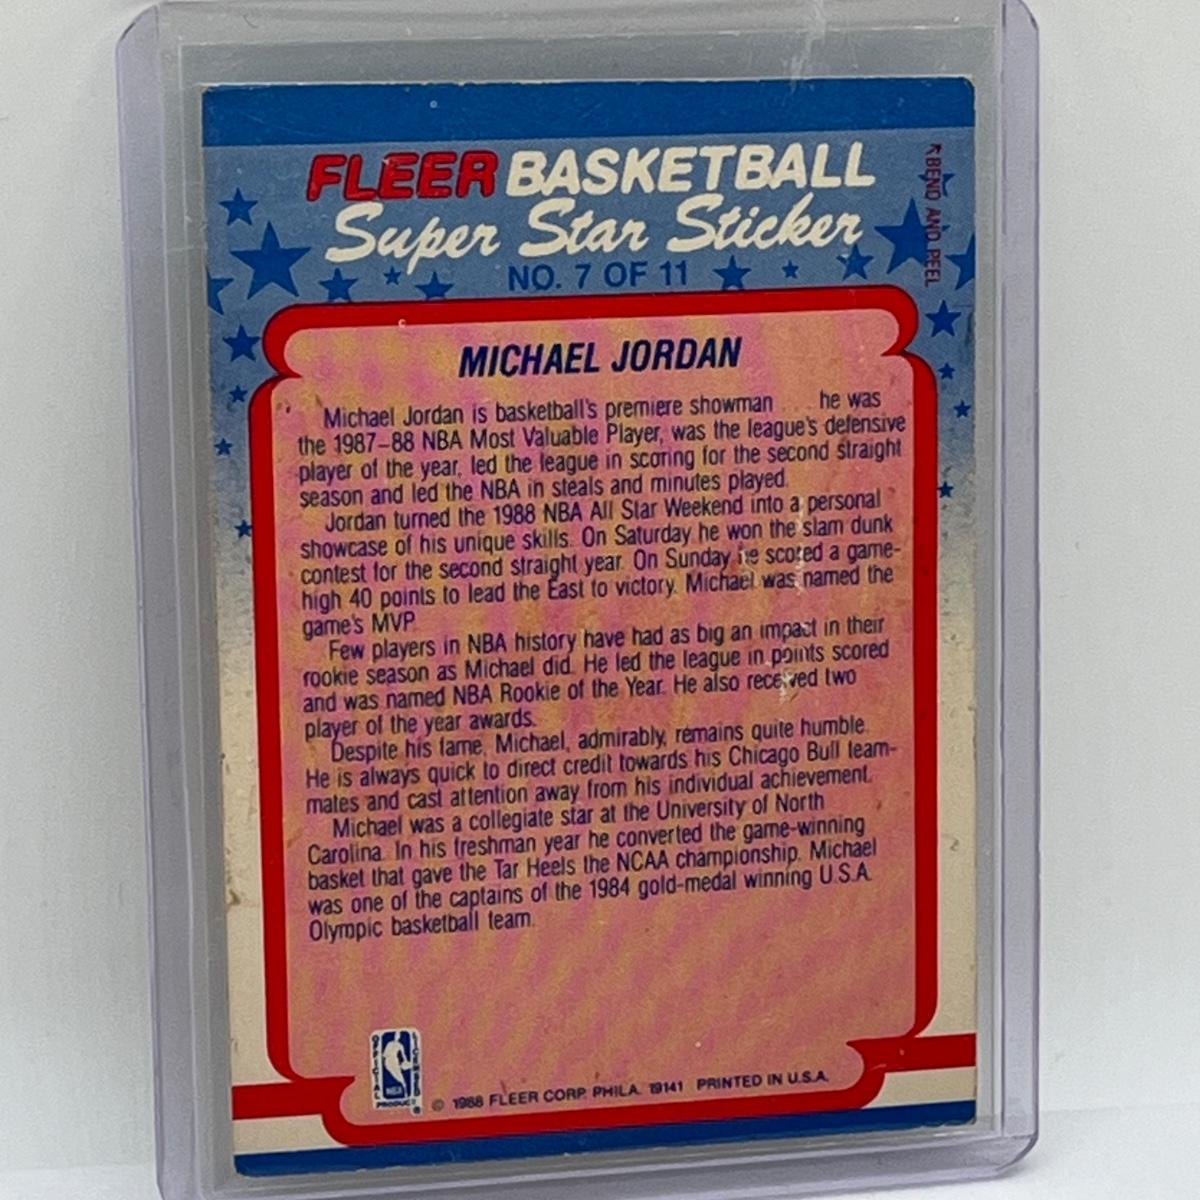 FLEER BASKETBALL
Super Star Sticker
NO. 7 OF 11
BEND AND PEEL
MICHAEL JORDAN
Michael Jordan is basketball's premiere showman he was
the 1987-88 NBA Most Valuable Player, was the league's defensive
player of the year, led the league in scoring for the second straight
season and led the NBA in steals and minutes played.
Jordan turned the 1988 NBA All Star Weekend into a personal
showcase of his unique skills. On Saturday he won the slam dunk
contest for the second straight year. On Sunday he scored a game-
high 40 points to lead the East to victory. Michael was named the
game's MVP.
Few players in NBA history have had as big an impact in their
rookie season as Michael did. He led the league in points scored
and was named NBA Rookie of the Year. He also received two
player of the year awards.
Despite his fame, Michael, admirably, remains quite humble.
He is always quick to direct credit towards his Chicago Bull team-
mates and cast attention away from his individual achievement.
Michael was a collegiate star at the University of North
Carolina. In his freshman year he converted the game-winning
basket that gave the Tar Heels the NCAA championship. Michael
was one of the captains of the 1984 gold-medal winning U.S.A.
Olympic basketball team.
OFFICIAL LICENSED
NBA
PRODUCT ®
© 1988 FLEER CORP. PHILA. 19141 PRINTED IN U.S.A.